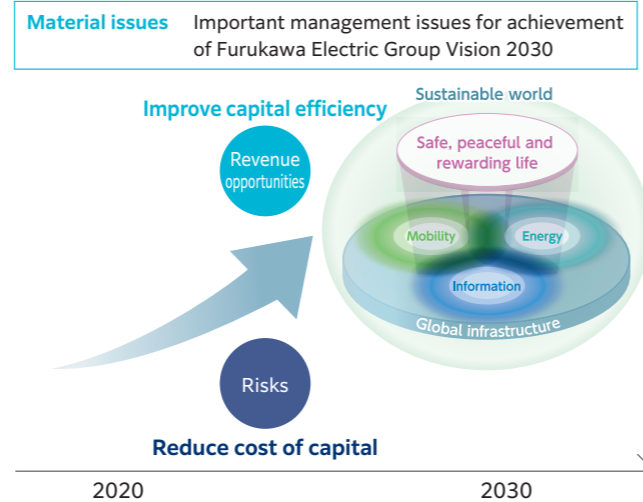 Material issues Important management issues for achievement
of Furukawa Electric Group Vision 2030
Sustainable world
Improve capital efficiency
Safe, peaceful and
rewarding life
Revenue
opportunities
Mobility
Energy
Information
Global infrastructure
Risks
Reduce cost of capital
2020
2030